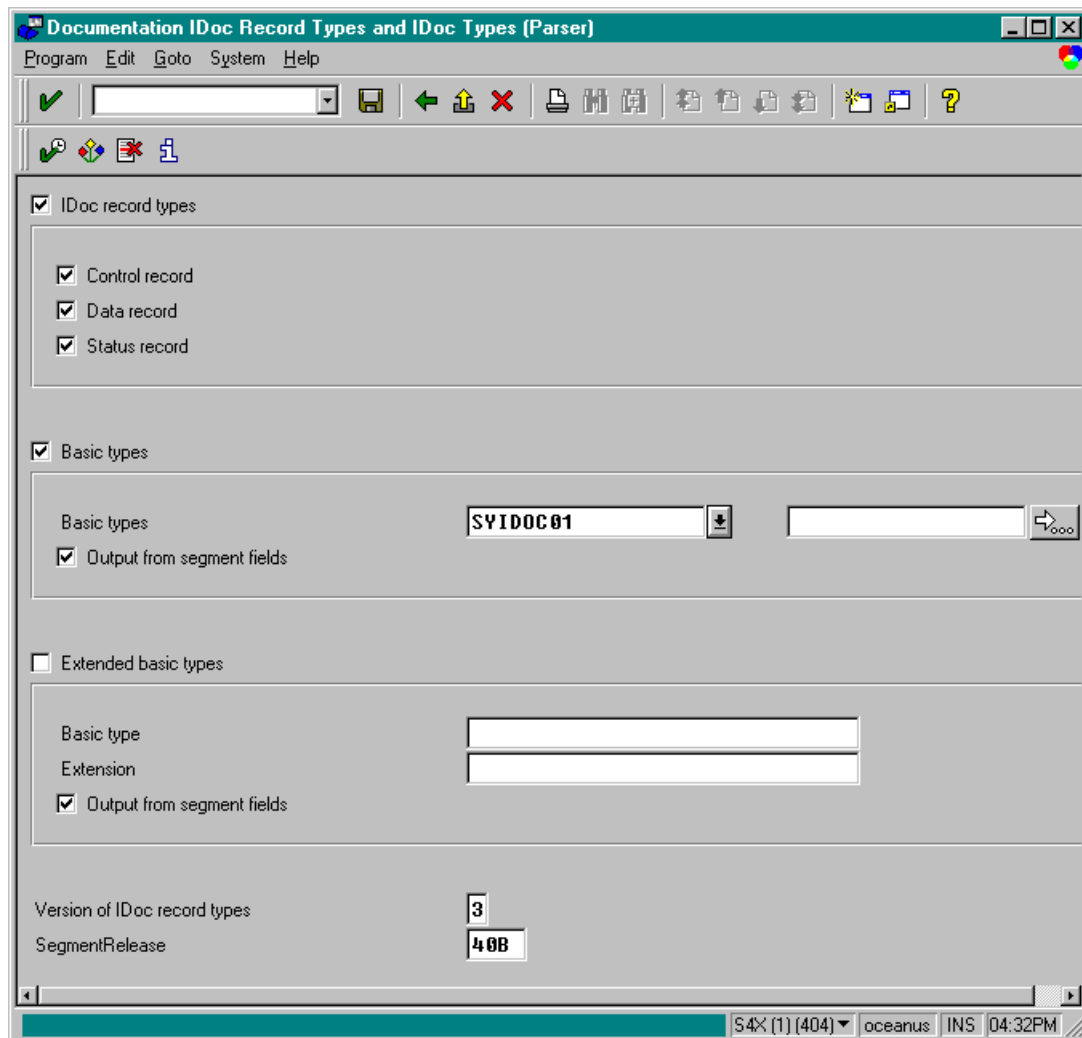 Documentation IDoc Record Types and IDoc Types (Parser)
Program Edit Goto System Help
IDoc record types
Control record
Data record
Status record
Basic types
Basic types SYIDOC01
Output from segment fields
Extended basic types
Basic type
Extension
Output from segment fields
Version of IDoc record types 3
SegmentRelease 40B
S4X (1) (404) oceanus INS 04:32PM